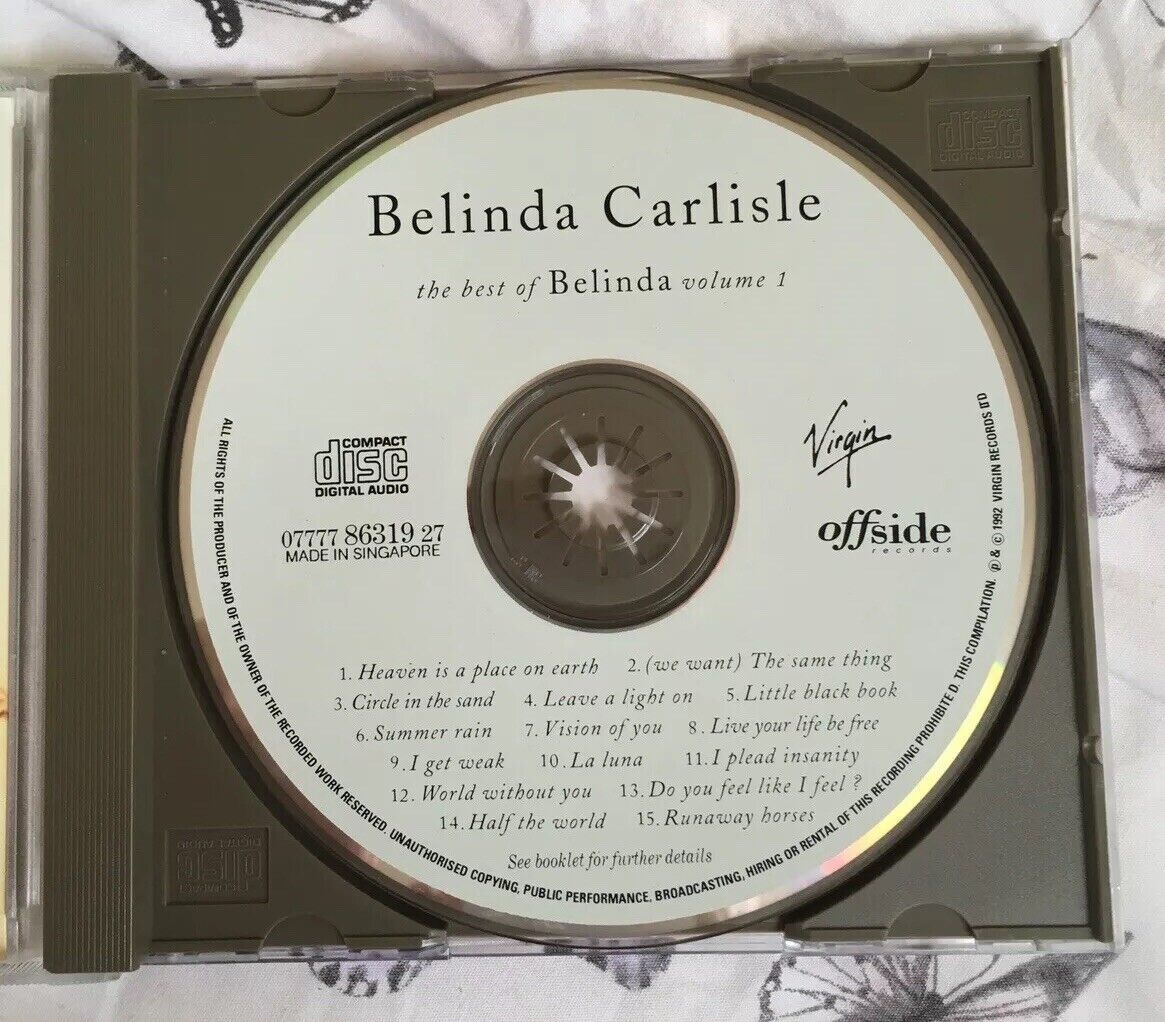 Belinda Carlisle
the best of Belinda volume 1
COMPACT
disc
DIGITAL AUDIO
07777 86319 27
MADE IN SINGAPORE
Virgin
offside
records
1. Heaven is a place on earth 2. (we want) The same thing
3. Circle in the sand 4. Leave a light on 5. Little black book
6. Summer rain 7. Vision of you 8. Live your life be free
9. I get weak 10. La luna 11. I plead insanity
12. World without you 13. Do you feel like I feel ?
14. Half the world 15. Runaway horses
See booklet for further details
ALL RIGHTS OF THE PRODUCER AND OF THE OWNER OF THE RECORDED WORK RESERVED. UNAUTHORISED COPYING, PUBLIC PERFORMANCE, BROADCASTING, HIRING OR RENTAL OF THIS RECORDING PROHIBITE D. THIS COMPILATION. ℗ & © 1992 VIRGIN RECORDS LTD
COMPACT
disc
DIGITAL AUDIO
COMPACT
disc
DIGITAL AUDIO